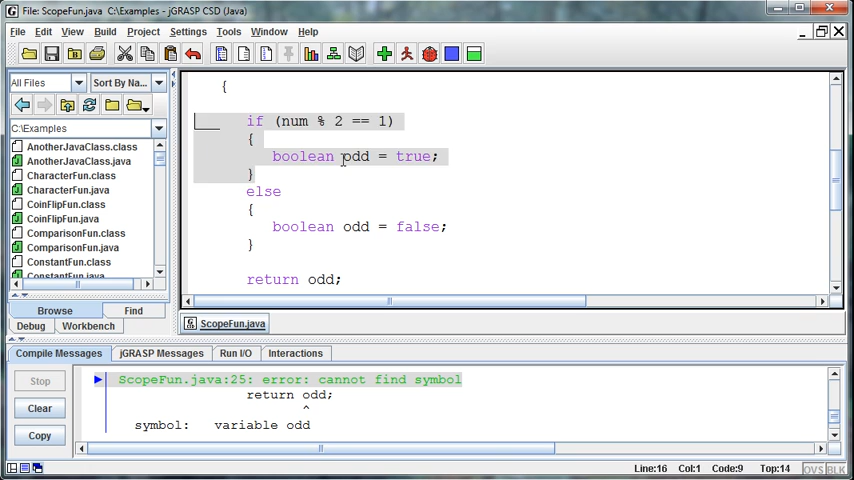 File: ScopeFun.java  C:\Examples - jGRASP CSD (Java)
File Edit View Build Project Settings Tools Window Help
All Files Sort By Na...
C:\Examples
AnotherJavaClass.class
AnotherJavaClass.java
CharacterFun.class
CharacterFun.java
CoinFlipFun.class
CoinFlipFun.java
ComparisonFun.class
ComparisonFun.java
ConstantFun.class
ConstantFun.java
Browse Find
Debug Workbench
{
if (num % 2 == 1)
{
boolean odd = true;
}
else
{
boolean odd = false;
}
return odd;
ScopeFun.java
Compile Messages jGRASP Messages Run I/O Interactions
Stop
Clear
Copy
ScopeFun.java:25: error: cannot find symbol
return odd;
^
symbol:   variable odd
Line:16 Col:1 Code:9 Top:14 OVS BLK